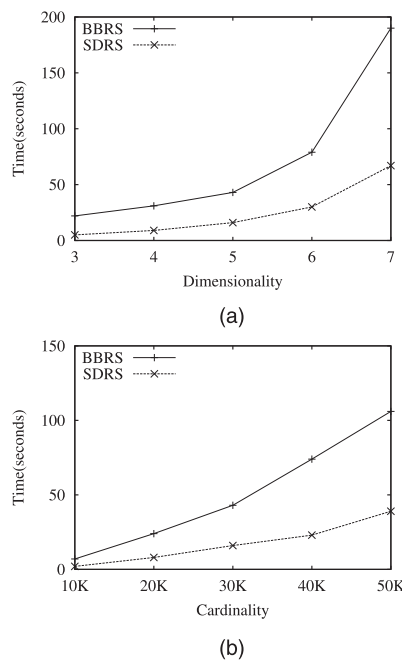 200
BBRS
SDRS
150
100
50
0
Time(seconds)
3 4 5 6 7
Dimensionality
(a)
150
BBRS
SDRS
100
50
0
Time(seconds)
10K 20K 30K 40K 50K
Cardinality
(b)